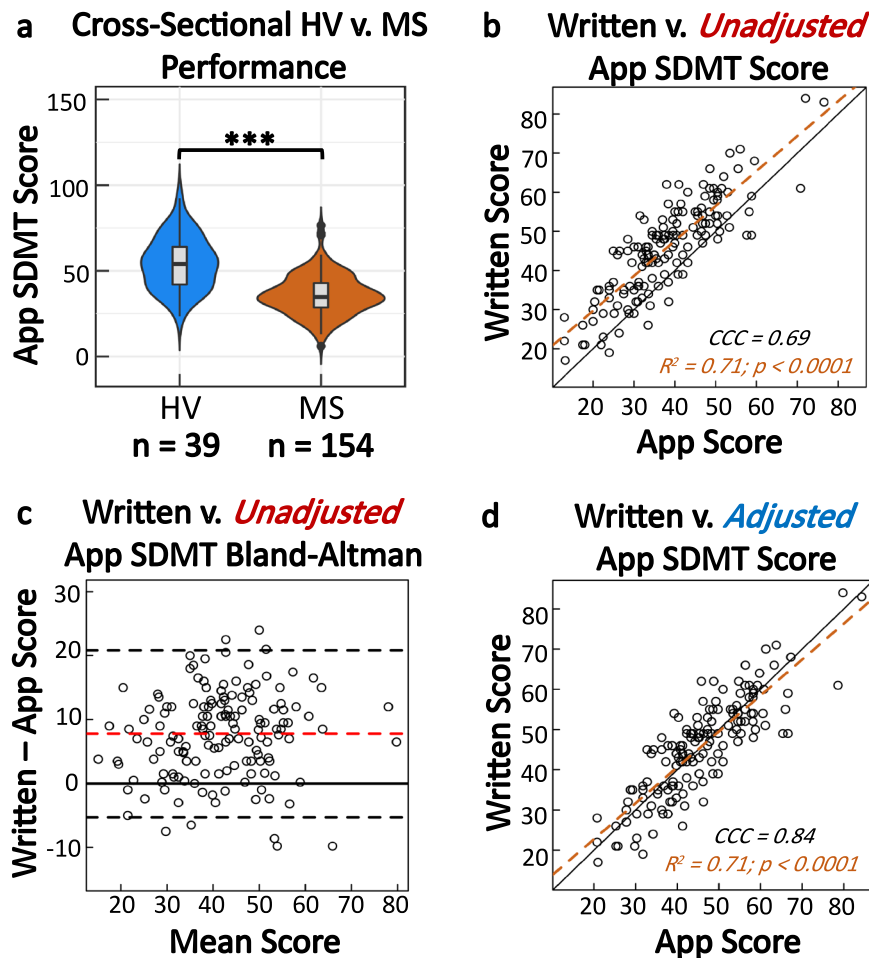 a
Cross-Sectional HV v. MS
Performance
App SDMT Score
150
100
50
0
***
HV
MS
n = 39
n = 154
b
Written v. Unadjusted
App SDMT Score
Written Score
80
70
60
50
40
30
20
CCC = 0.69
R² = 0.71; p < 0.0001
20 30 40 50 60 70 80
App Score
c
Written v. Unadjusted
App SDMT Bland-Altman
Written – App Score
30
20
10
0
-10
20 30 40 50 60 70 80
Mean Score
d
Written v. Adjusted
App SDMT Score
Written Score
80
70
60
50
40
30
20
CCC = 0.84
R² = 0.71; p < 0.0001
20 30 40 50 60 70 80
App Score